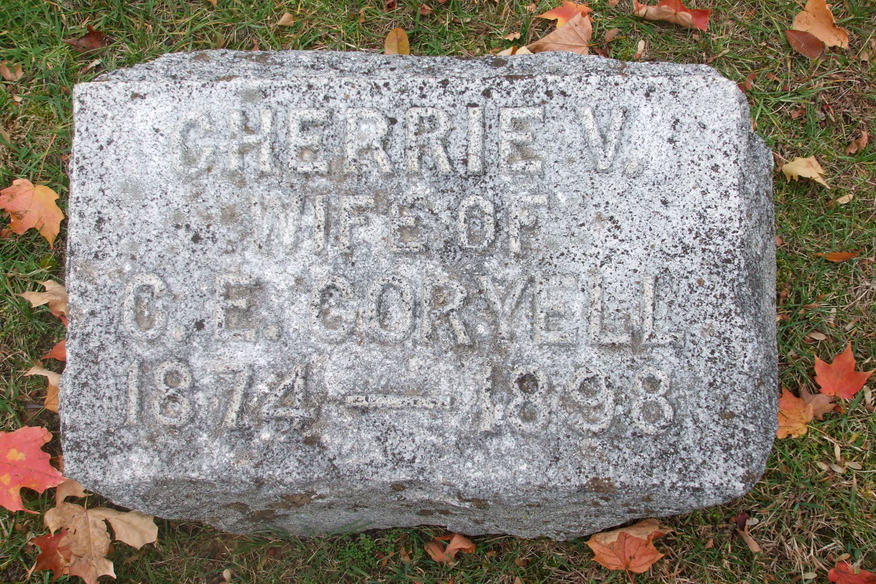 CHERRIE V.
WIFE OF
C. E. CORYELL
1874—1898